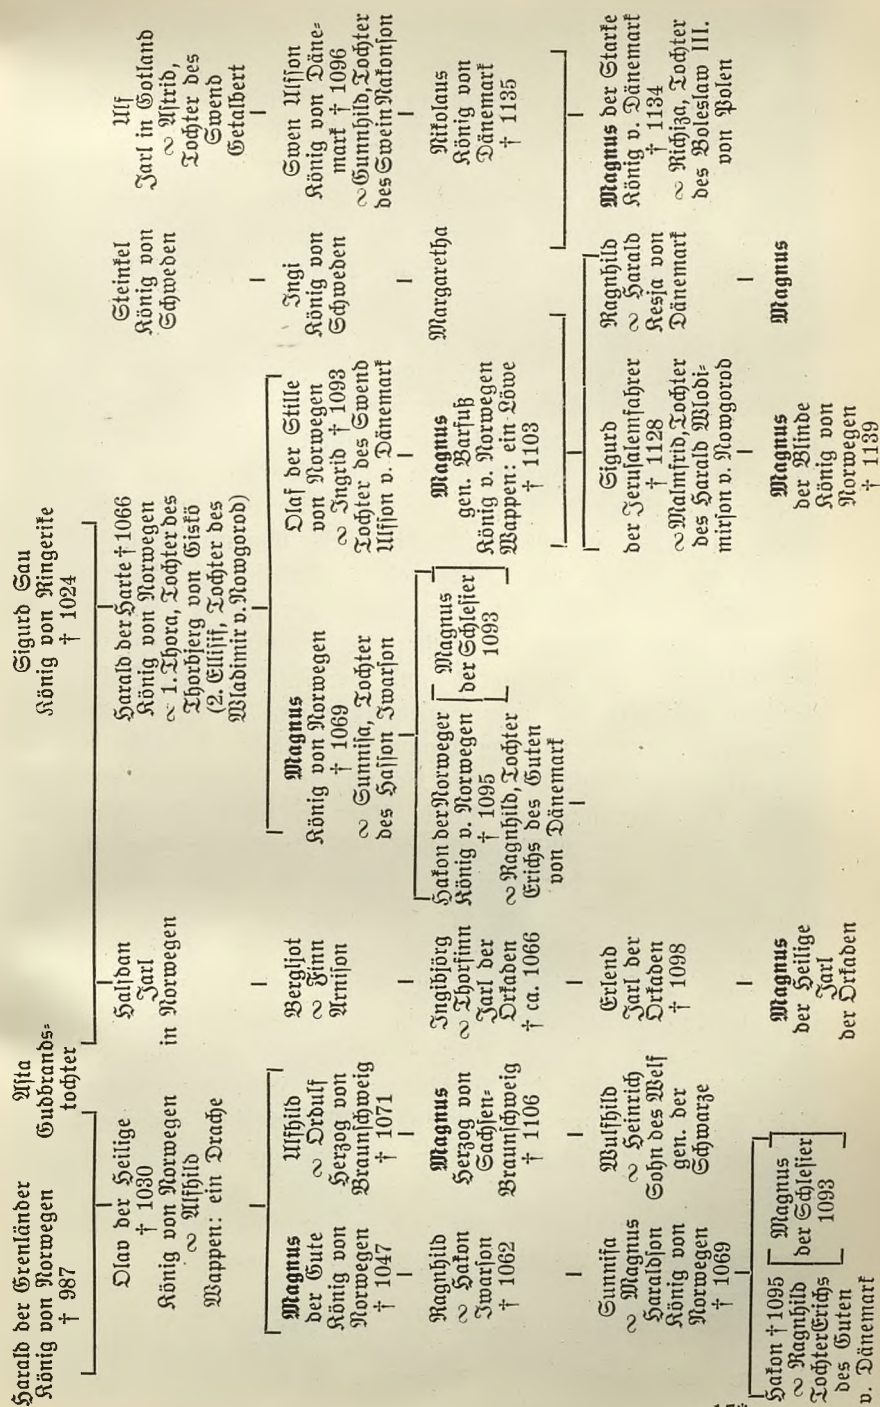 Harald der Grenländer
König von Norwegen
† 987
Asta
Gudbrands-
tochter
Sigurd Sau
König von Ringerike
† 1024
Olav der Heilige
† 1030
König von Norwegen
∾ Alfhild
Wappen: ein Drache
Halfdan
Jarl
in Norwegen
Harald der Harte † 1066
König von Norwegen
∾ 1. Thora, Tochter des
Thorbjerg von Giskö
(2. Ellisif, Tochter des
Wladimir v. Nowgorod)
Steinkel
König von
Schweden
Ulf
Jarl in Gotland
∾ Astrid,
Tochter des
Swend
Getalbert
Magnus
der Gute
König von
Norwegen
† 1047
Ulfhild
∾ Ordulf
Herzog von
Braunschweig
† 1071
Bergljot
∾ Finn
Arnison
Magnus
König von Norwegen
† 1069
∾ Sunnisa, Tochter
des Hasson Iwarson
Olaf der Stille
von Norwegen
∾ Ingrid † 1093
Tochter des Swend
Ulfson v. Dänemark
Ingi
König von
Schweden
Swen Ulfson
König von Däne-
mark † 1096
∾ Gunnhild, Tochter
des Swein Nakonson
Ragnhild
∾ Hakon
Iwarson
† 1062
Magnus
Herzog von
Sachsen-
Braunschweig
† 1106
Ingibjörg
∾ Thorfinn
Jarl der
Orkaden
† ca. 1066
Hakon der Norweger
König v. Norwegen
† 1095
∾ Ragnhild, Tochter
Erichs des Guten
von Dänemark
[Magnus
der Schlesier
1093]
Magnus
gen. Barfuß
König v. Norwegen
Wappen: ein Löwe
† 1103
Margaretha
Nikolaus
König von
Dänemark
† 1135
Sunnisa
∾ Magnus
Haraldson
König von
Norwegen
† 1069
Wulfhild
∾ Heinrich
Sohn des Welf
gen. der
Schwarze
Erlend
Jarl der
Orkaden
† 1098
Sigurd
der Jerusalemfahrer
† 1128
∾ Malmfrid, Tochter
des Harald Wlodi-
mirson v. Nowgorod
Ragnhild
∾ Harald
Kesja von
Dänemark
Magnus der Starke
König v. Dänemark
† 1134
∾ Richiza, Tochter
des Boleslaw III.
von Polen
Hakon † 1095
∾ Ragnhild
Tochter Erichs
des Guten
v. Dänemark
[Magnus
der Schlesier
1093]
Magnus
der Heilige
Jarl
der Orkaden
Magnus
der Blinde
König von
Norwegen
† 1139
Magnus